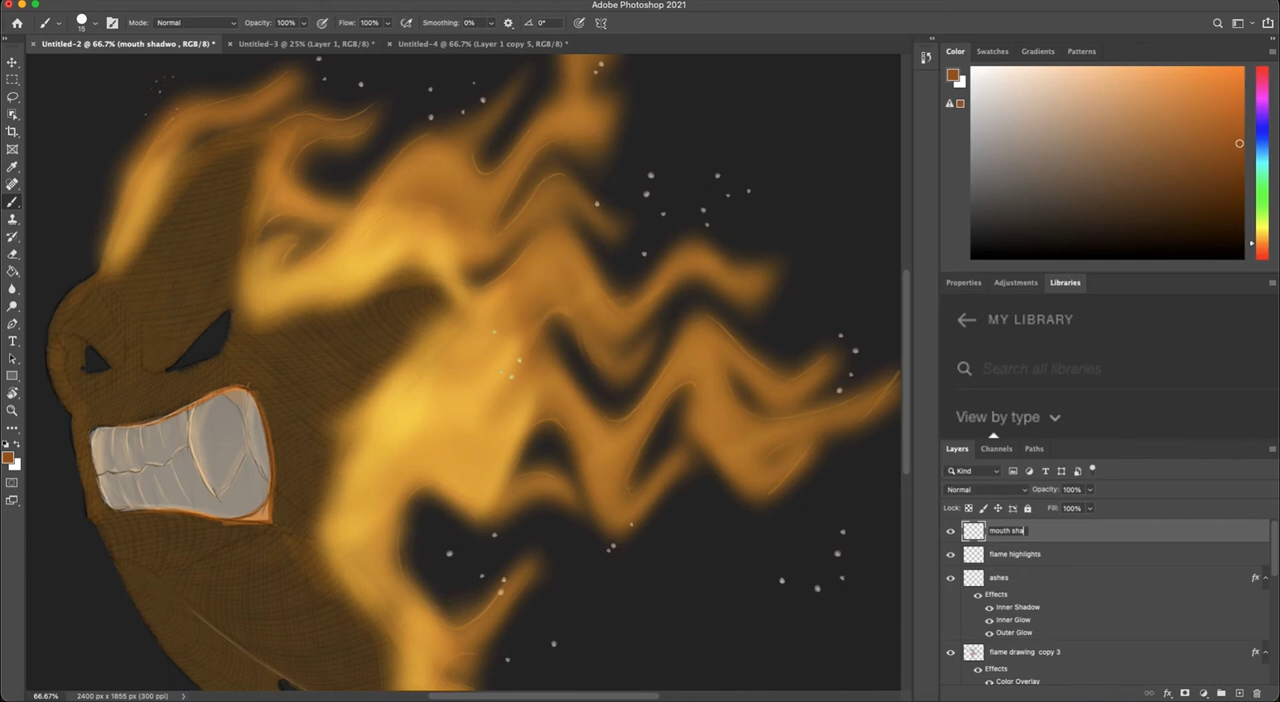 Adobe Photoshop 2021
15 Mode: Normal Opacity: 100% Flow: 100% Smoothing: 0% 0°
Untitled-2 @ 66.7% (mouth shadwo , RGB/8) * Untitled-3 @ 25% (Layer 1, RGB/8) * Untitled-4 @ 66.7% (Layer 1 copy 5, RGB/8) *
Color Swatches Gradients Patterns
Properties Adjustments Libraries
MY LIBRARY
Search all libraries
View by type
Layers Channels Paths
Kind
Normal Opacity: 100%
Lock: Fill: 100%
mouth sha
flame highlights
ashes fx
Effects
Inner Shadow
Inner Glow
Outer Glow
flame drawing copy 3 fx
Effects
Color Overlay
66.67% 2400 px x 1855 px (300 ppi)
fx